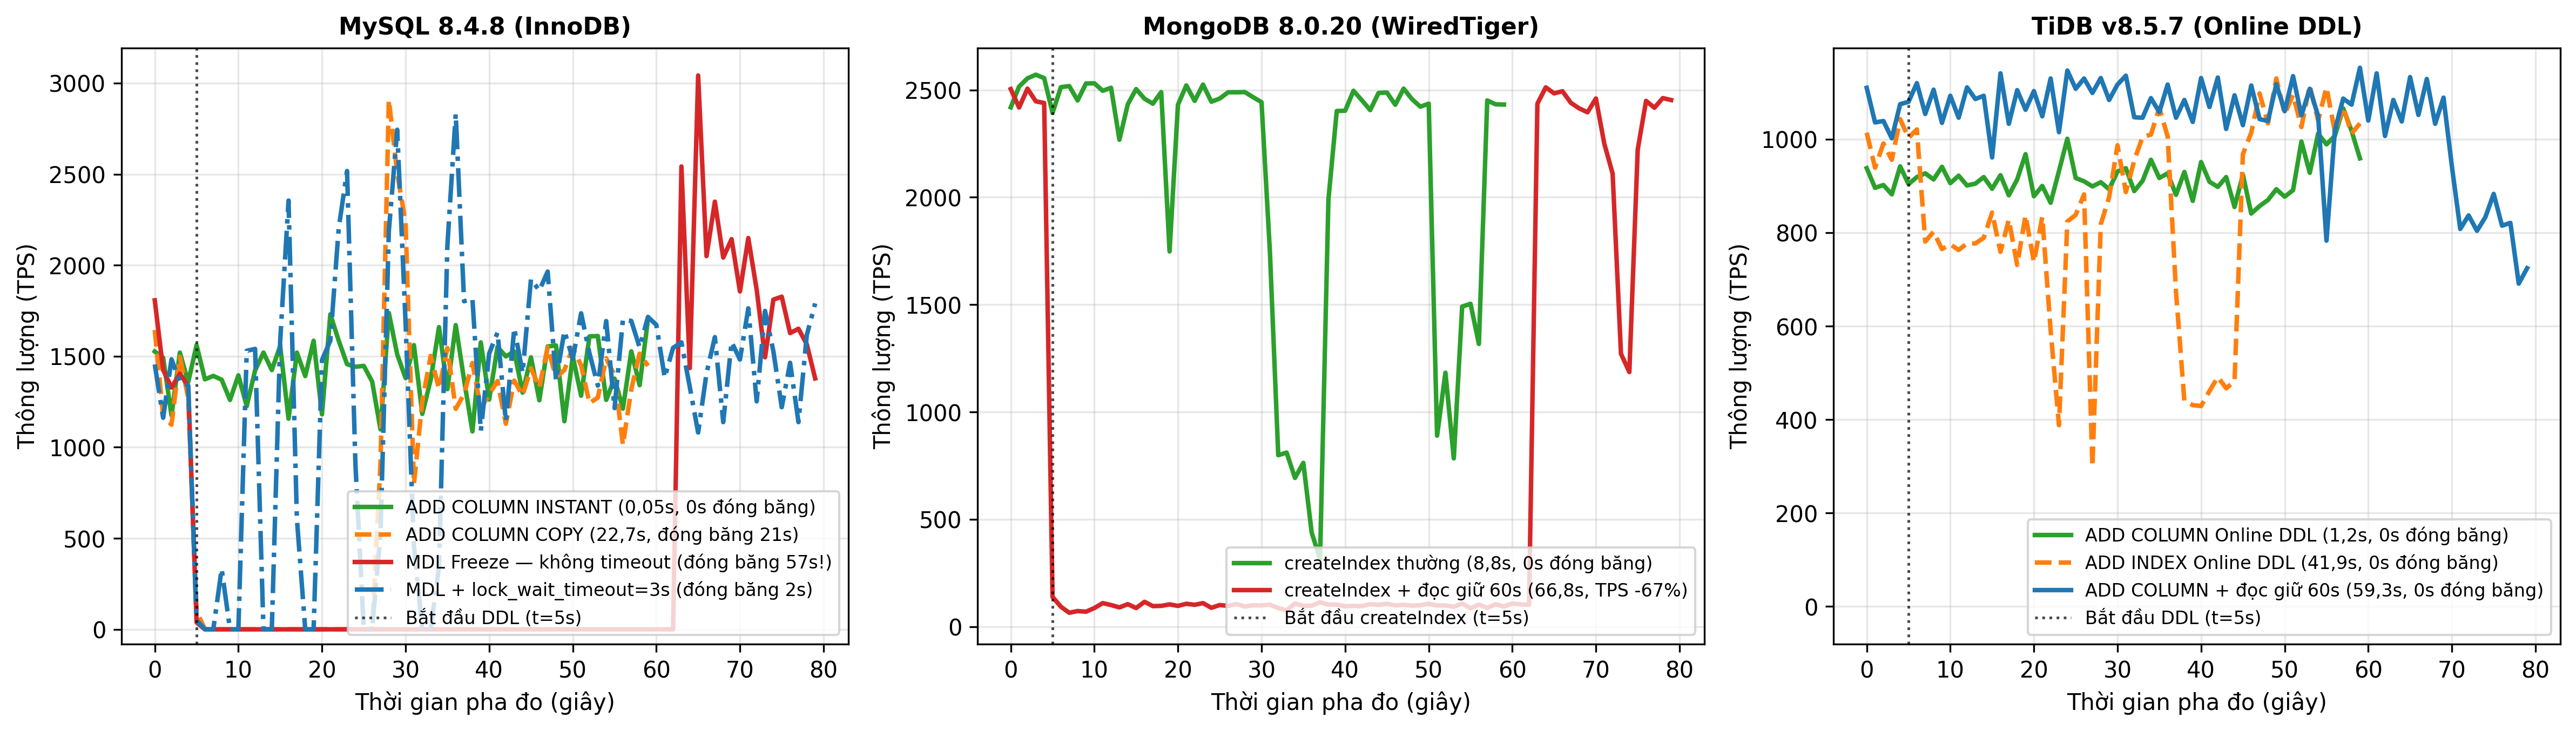 MySQL 8.4.8 (InnoDB)
Thông lượng (TPS)
3000
2500
2000
1500
1000
500
0
ADD COLUMN INSTANT (0,05s, 0s đóng băng)
ADD COLUMN COPY (22,7s, đóng băng 21s)
MDL Freeze — không timeout (đóng băng 57s!)
MDL + lock_wait_timeout=3s (đóng băng 2s)
Bắt đầu DDL (t=5s)
0 10 20 30 40 50 60 70 80
Thời gian pha đo (giây)
MongoDB 8.0.20 (WiredTiger)
Thông lượng (TPS)
2500
2000
1500
1000
500
0
createIndex thường (8,8s, 0s đóng băng)
createIndex + đọc giữ 60s (66,8s, TPS -67%)
Bắt đầu createIndex (t=5s)
0 10 20 30 40 50 60 70 80
Thời gian pha đo (giây)
TiDB v8.5.7 (Online DDL)
Thông lượng (TPS)
1000
800
600
400
200
0
ADD COLUMN Online DDL (1,2s, 0s đóng băng)
ADD INDEX Online DDL (41,9s, 0s đóng băng)
ADD COLUMN + đọc giữ 60s (59,3s, 0s đóng băng)
Bắt đầu DDL (t=5s)
0 10 20 30 40 50 60 70 80
Thời gian pha đo (giây)